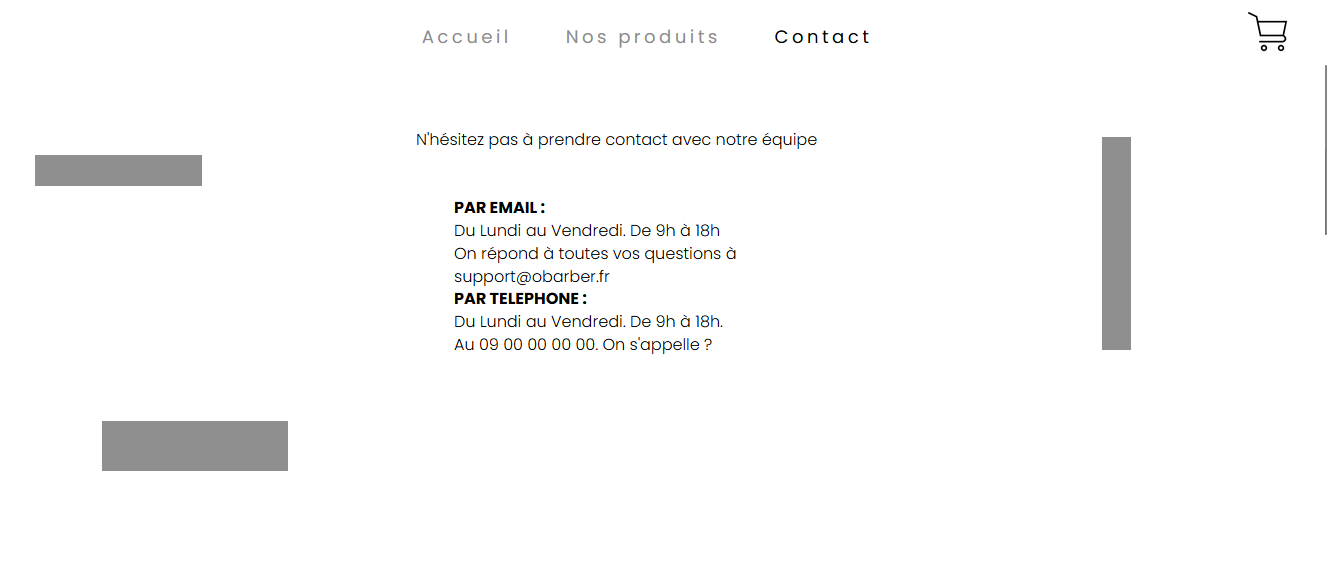 Accueil Nos produits Contact
N'hésitez pas à prendre contact avec notre équipe
PAR EMAIL :
Du Lundi au Vendredi. De 9h à 18h
On répond à toutes vos questions à
support@obarber.fr
PAR TELEPHONE :
Du Lundi au Vendredi. De 9h à 18h.
Au 09 00 00 00 00. On s'appelle ?